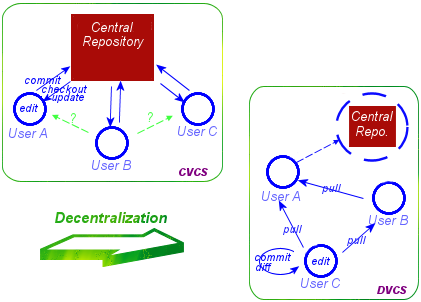 Central
Repository
commit
checkout
update
edit
User A
?
?
User C
User B
CVCS
Central
Repo.
User A
pull
User B
pull
pull
commit
diff
edit
User C
DVCS
Decentralization